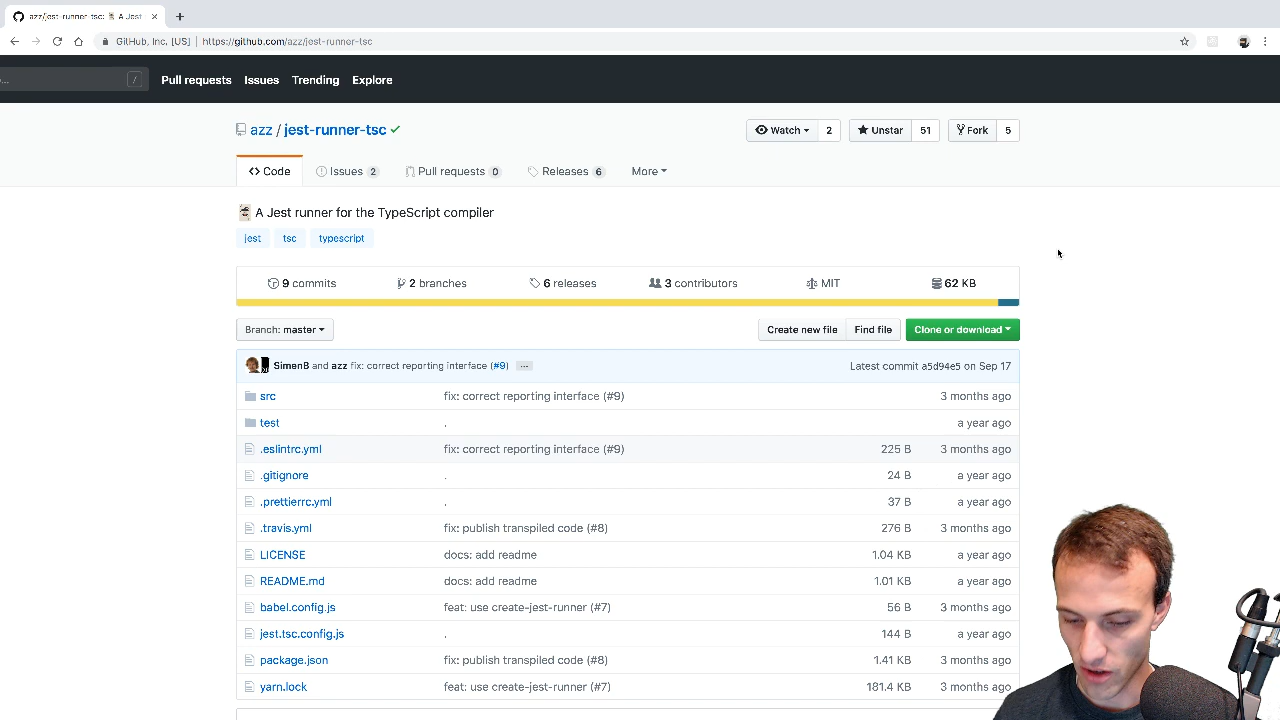 azz/jest-runner-tsc: A Jest
GitHub, Inc. [US] | https://github.com/azz/jest-runner-tsc
... / Pull requests Issues Trending Explore
azz / jest-runner-tsc
Watch 2 Unstar 51 Fork 5
Code Issues 2 Pull requests 0 Releases 6 More
A Jest runner for the TypeScript compiler
jest tsc typescript
9 commits 2 branches 6 releases 3 contributors MIT 62 KB
Branch: master Create new file Find file Clone or download
SimenB and azz fix: correct reporting interface (#9) ... Latest commit a5d94e5 on Sep 17
src fix: correct reporting interface (#9) 3 months ago
test . a year ago
.eslintrc.yml fix: correct reporting interface (#9) 225 B 3 months ago
.gitignore . 24 B a year ago
.prettierrc.yml . 37 B a year ago
.travis.yml fix: publish transpiled code (#8) 276 B 3 months ago
LICENSE docs: add readme 1.04 KB a year ago
README.md docs: add readme 1.01 KB a year ago
babel.config.js feat: use create-jest-runner (#7) 56 B 3 months ago
jest.tsc.config.js . 144 B a year ago
package.json fix: publish transpiled code (#8) 1.41 KB 3 months ago
yarn.lock feat: use create-jest-runner (#7) 181.4 KB 3 months ago